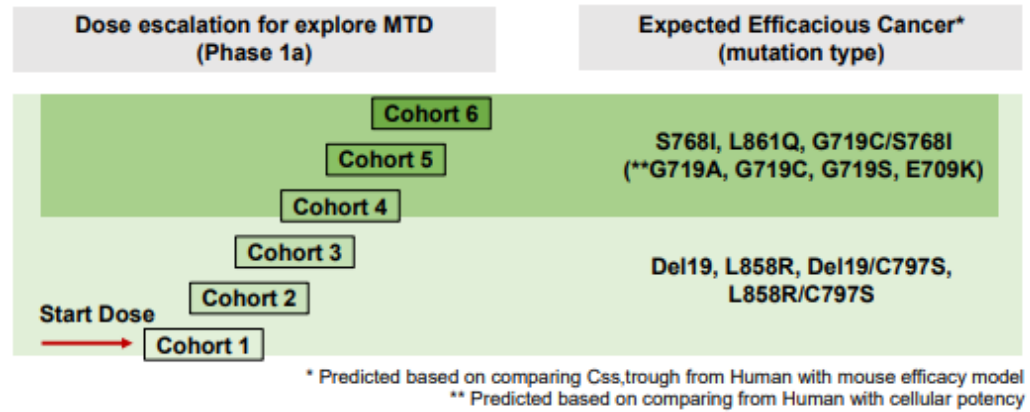 Dose escalation for explore MTD
(Phase 1a)
Expected Efficacious Cancer*
(mutation type)
Cohort 6
Cohort 5
Cohort 4
S768I, L861Q, G719C/S768I
(**G719A, G719C, G719S, E709K)
Cohort 3
Cohort 2
Start Dose
Cohort 1
Del19, L858R, Del19/C797S,
L858R/C797S
* Predicted based on comparing Css,trough from Human with mouse efficacy model
** Predicted based on comparing from Human with cellular potency